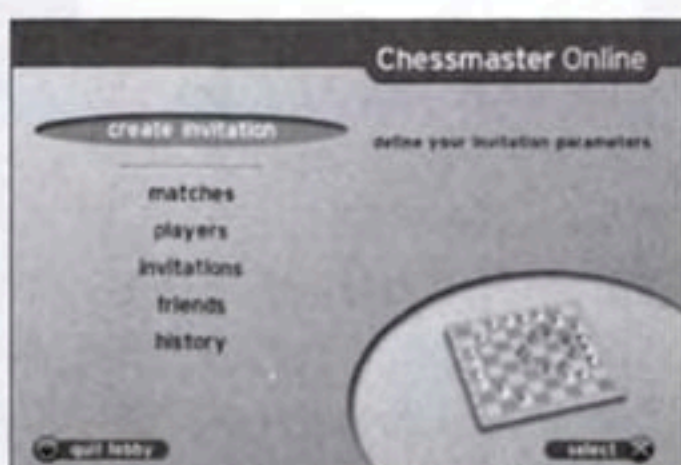 Chessmaster Online
create invitation
define your invitation parameters
matches
players
invitations
friends
history
quit lobby
select